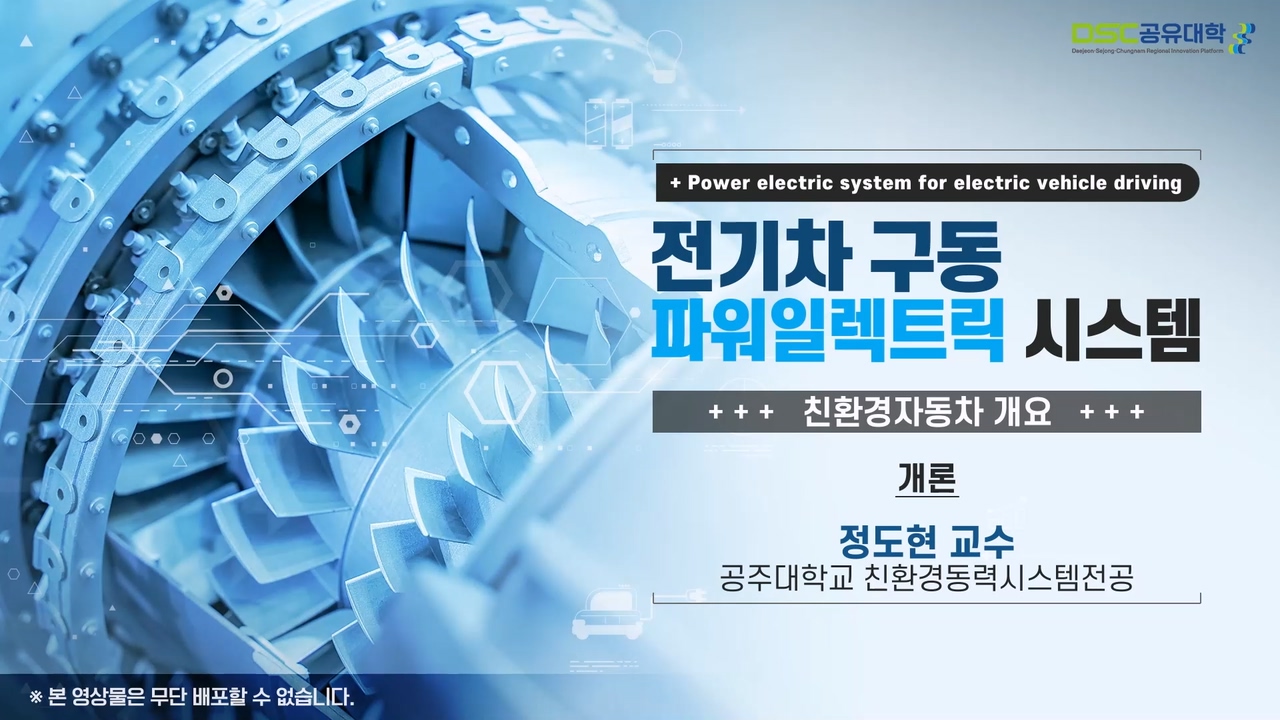 DSC공유대학
Daejeon-Sejong-Chungnam Regional Innovation Platform
+ Power electric system for electric vehicle driving
전기차 구동
파워일렉트릭 시스템
+ + + 친환경자동차 개요 + + +
개론
정도현 교수
공주대학교 친환경동력시스템전공
※ 본 영상물은 무단 배포할 수 없습니다.